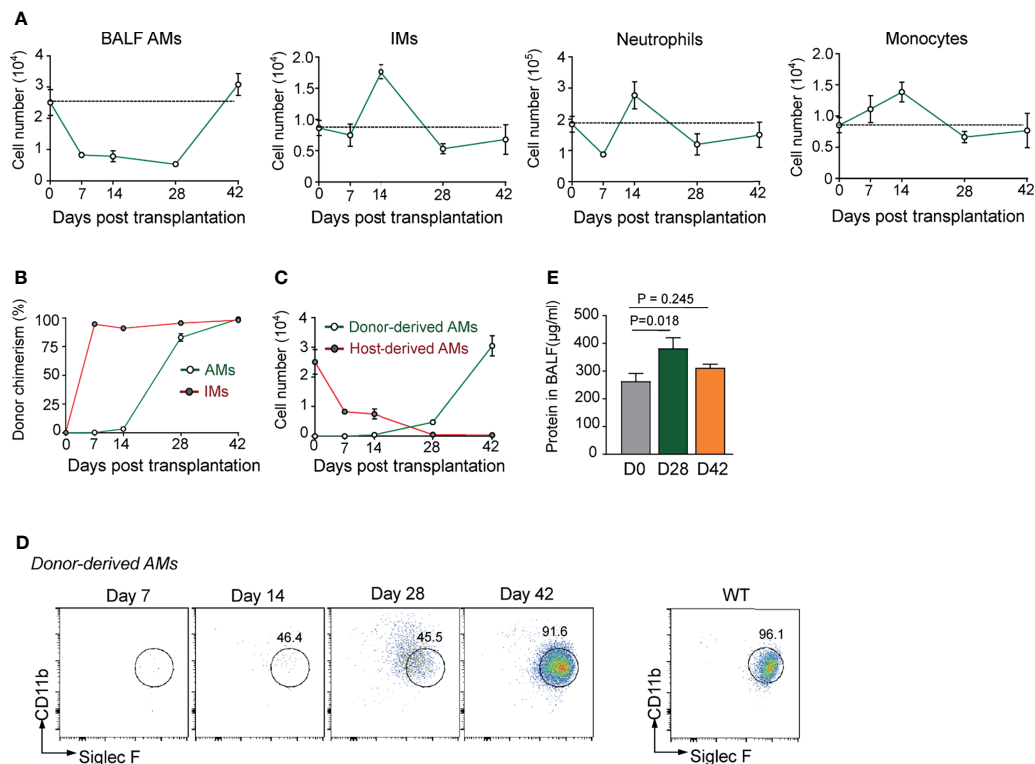 A
BALF AMs
IMs
Neutrophils
Monocytes
Cell number (10⁴)
4
3
2
1
0
0 7 14 28 42
Days post transplantation
Cell number (10⁴)
2.0
1.5
1.0
0.5
0
0 7 14 28 42
Days post transplantation
Cell number (10⁵)
4
3
2
1
0
0 7 14 28 42
Days post transplantation
Cell number (10⁴)
2.0
1.5
1.0
0.5
0
0 7 14 28 42
Days post transplantation
B
Donor chimerism (%)
100
75
50
25
0
AMs
IMs
0 7 14 28 42
Days post transplantation
C
Cell number (10⁴)
4
3
2
1
0
Donor-derived AMs
Host-derived AMs
0 7 14 28 42
Days post transplantation
E
P = 0.245
P=0.018
Protein in BALF(μg/ml)
500
400
300
200
0
D0 D28 D42
D
Donor-derived AMs
Day 7
Day 14
Day 28
Day 42
WT
46.4
45.5
91.6
96.1
CD11b
Siglec F
CD11b
Siglec F